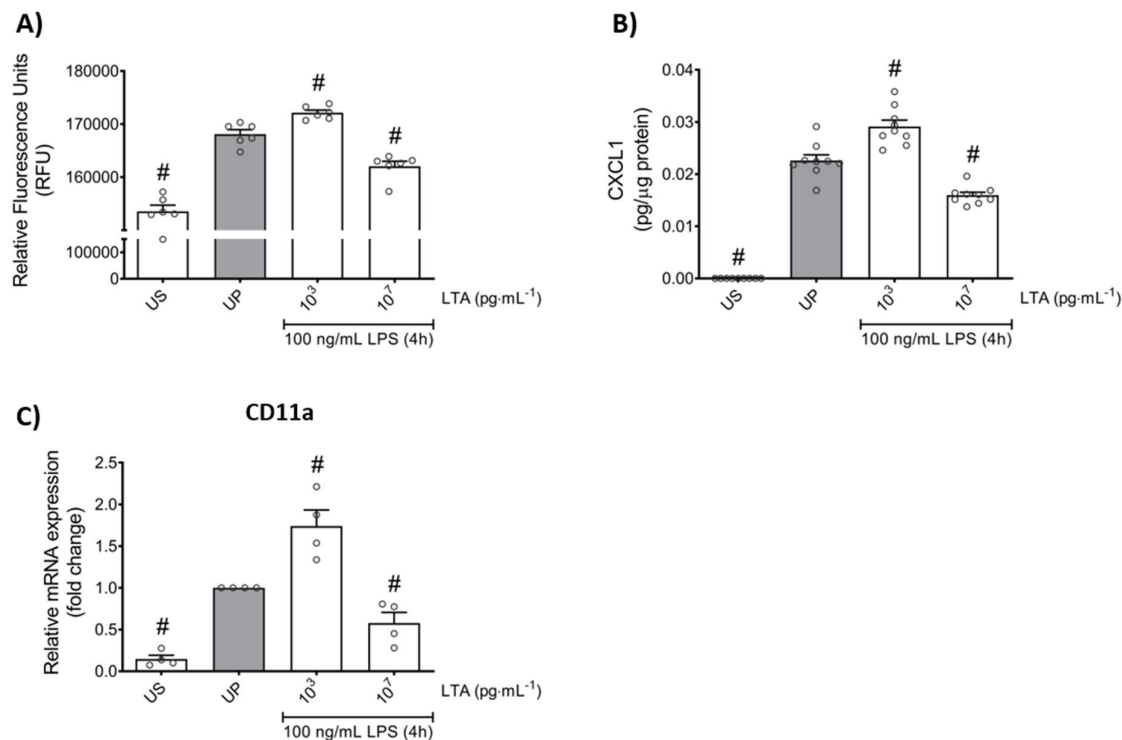 A)
Relative Fluorescence Units
(RFU)
180000
170000
160000
100000
0
#
#
#
US
UP
10³
10⁷
LTA (pg·mL⁻¹)
100 ng/mL LPS (4h)
B)
CXCL1
(pg/µg protein)
0.04
0.03
0.02
0.01
0.00
#
#
#
US
UP
10³
10⁷
LTA (pg·mL⁻¹)
100 ng/mL LPS (4h)
C)
CD11a
Relative mRNA expression
(fold change)
2.5
2.0
1.5
1.0
0.5
0.0
#
#
#
US
UP
10³
10⁷
LTA (pg·mL⁻¹)
100 ng/mL LPS (4h)